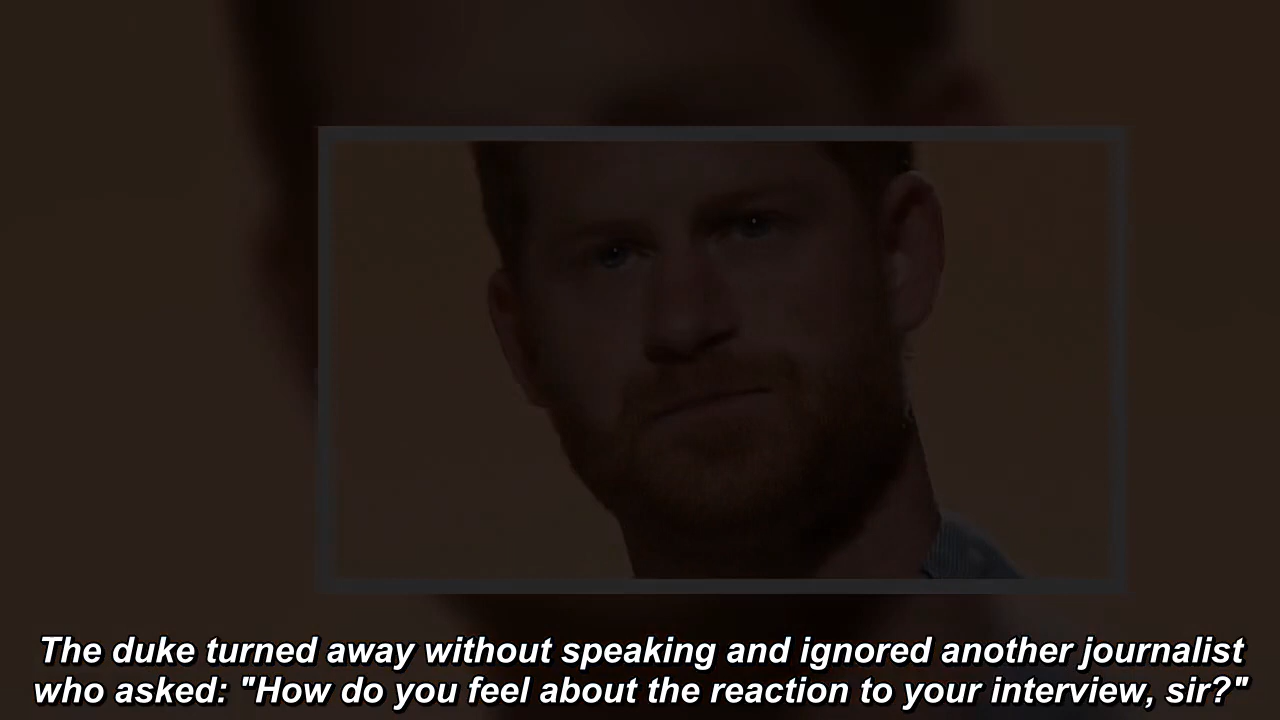 The duke turned away without speaking and ignored another journalist
who asked: "How do you feel about the reaction to your interview, sir?"